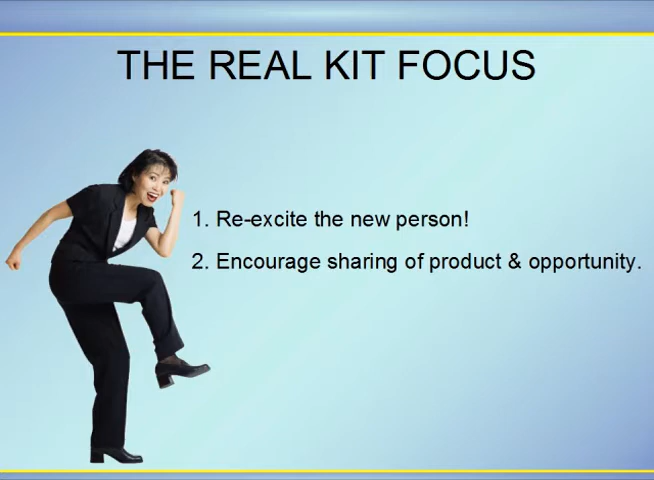 THE REAL KIT FOCUS
1. Re-excite the new person!
2. Encourage sharing of product & opportunity.